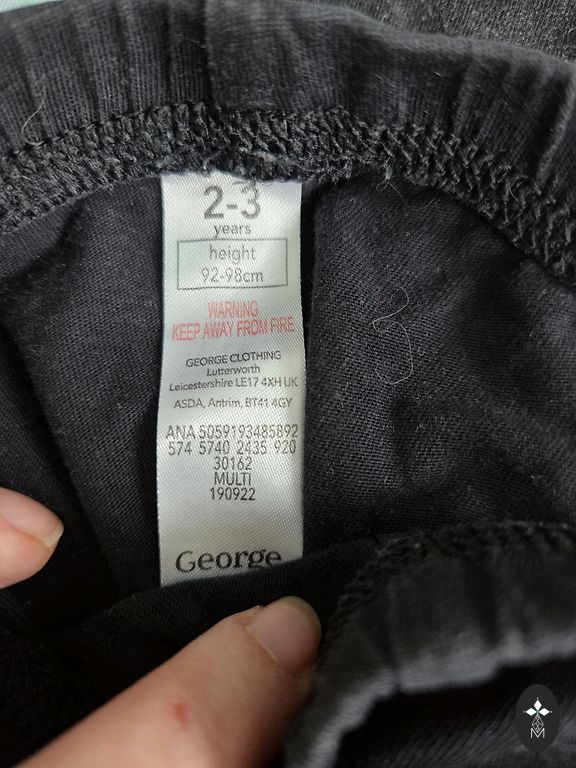 2-3
years
height
92-98cm
WARNING
KEEP AWAY FROM FIRE
GEORGE CLOTHING
Lutterworth
Leicestershire LE17 4XH UK
ASDA, Antrim, BT41 4GY
ANA 5059193485892
574 5740 2435 920
30162
MULTI
190922
George